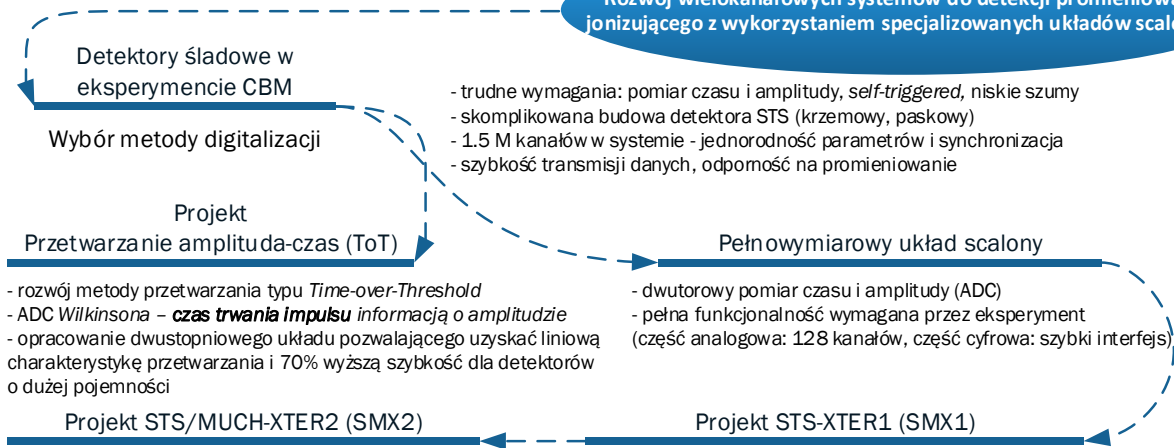 Rozwój wielokanałowych systemów do detekcji
jonizującego z wykorzystaniem specjalizowanych układów
Detektory śladowe w
eksperymencie CBM
Wybór metody digitalizacji
- trudne wymagania: pomiar czasu i amplitudy, self-triggered, niskie szumy
- skomplikowana budowa detektora STS (krzemowy, paskowy)
- 1.5 M kanałów w systemie - jednorodność parametrów i synchronizacja
- szybkość transmisji danych, odporność na promieniowanie
Projekt
Przetwarzanie amplituda-czas (ToT)
- rozwój metody przetwarzania typu Time-over-Threshold
- ADC Wilkinsona – czas trwania impulsu informacją o amplitudzie
- opracowanie dwustopniowego układu pozwalającego uzyskać liniową
charakterystykę przetwarzania i 70% wyższą szybkość dla detektorów
o dużej pojemności
Pełnowymiarowy układ scalony
- dwutorowy pomiar czasu i amplitudy (ADC)
- pełna funkcjonalność wymagana przez eksperyment
(część analogowa: 128 kanałów, część cyfrowa: szybki interfejs)
Projekt STS/MUCH-XTER2 (SMX2)
Projekt STS-XTER1 (SMX1)